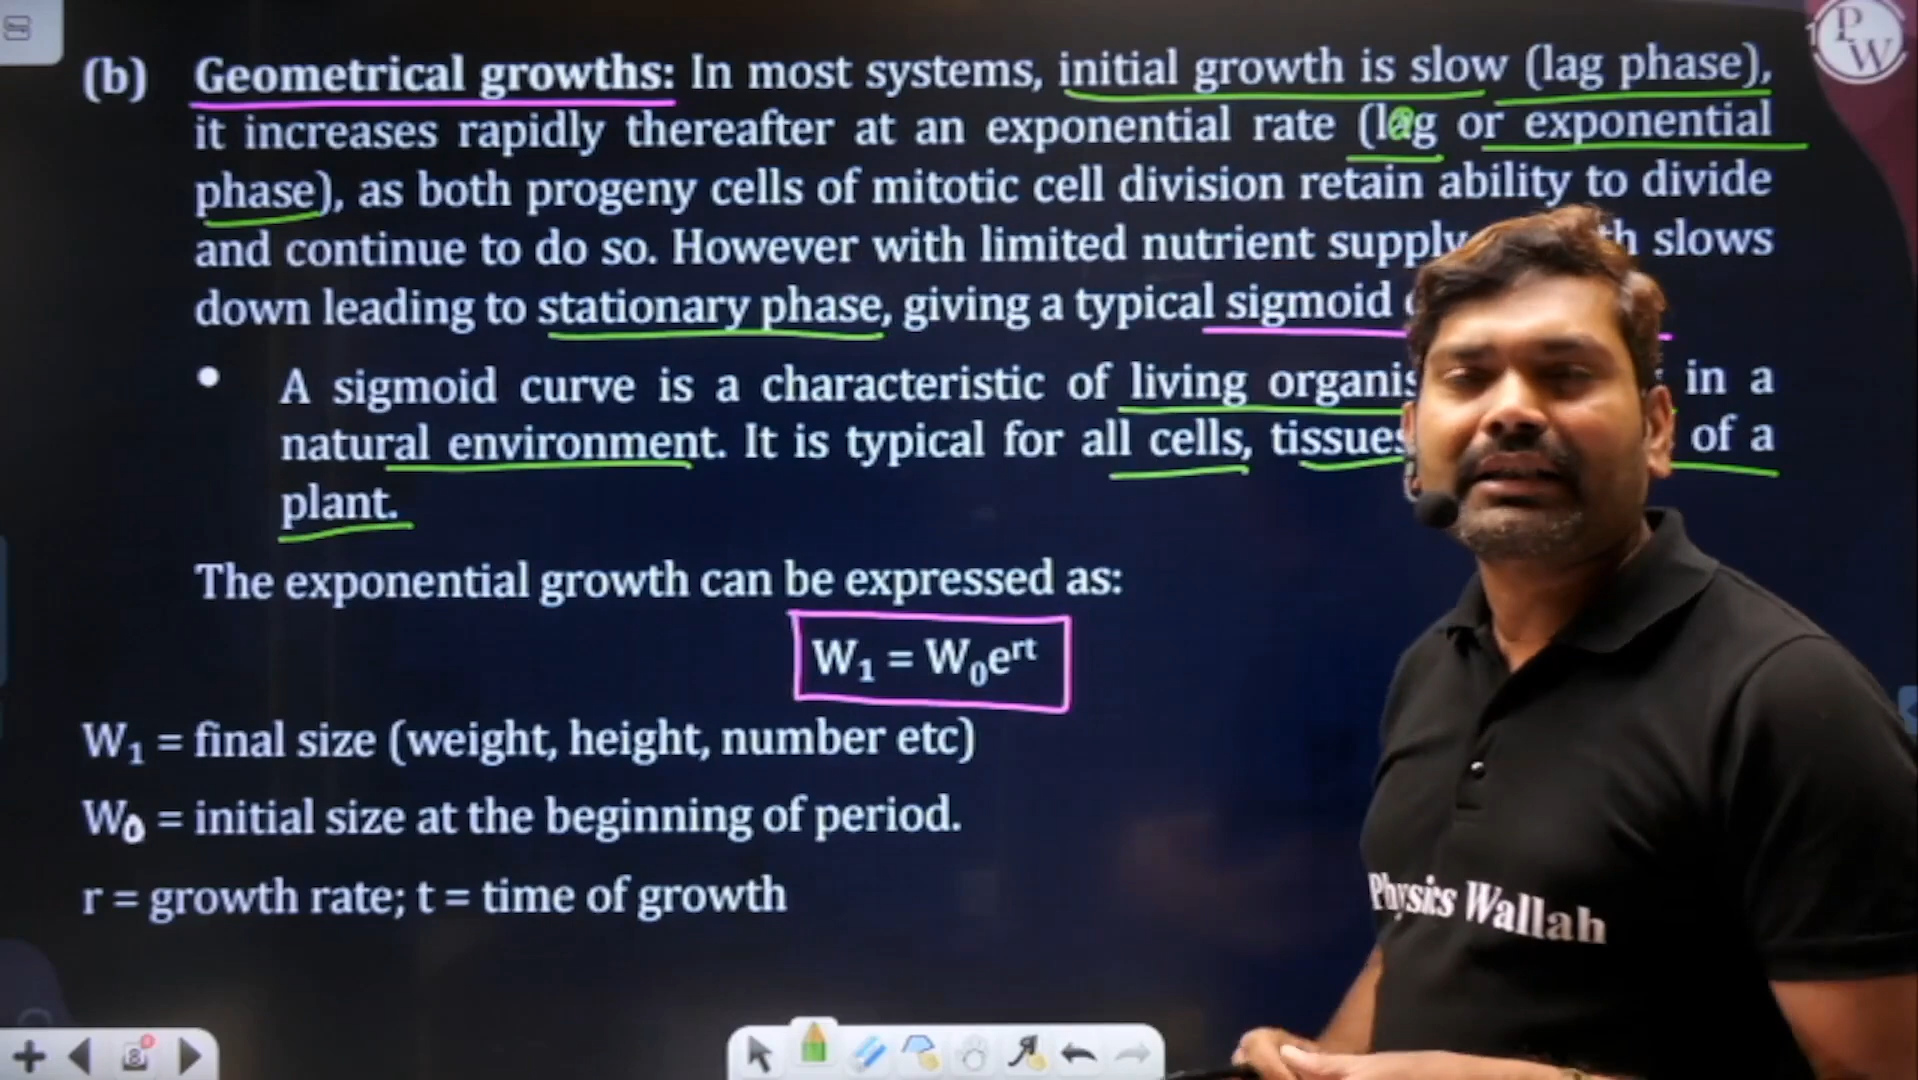 (b) Geometrical growths: In most systems, initial growth is slow (lag phase),
it increases rapidly thereafter at an exponential rate (log or exponential
phase), as both progeny cells of mitotic cell division retain ability to divide
and continue to do so. However with limited nutrient supply slows
down leading to stationary phase, giving a typical sigmoid
• A sigmoid curve is a characteristic of living in a
natural environment. It is typical for all cells, tissues of a
plant.
The exponential growth can be expressed as:
W₁ = W₀eʳᵗ
W₁ = final size (weight, height, number etc)
W₀ = initial size at the beginning of period.
r = growth rate; t = time of growth
PW
Physics Wallah
8